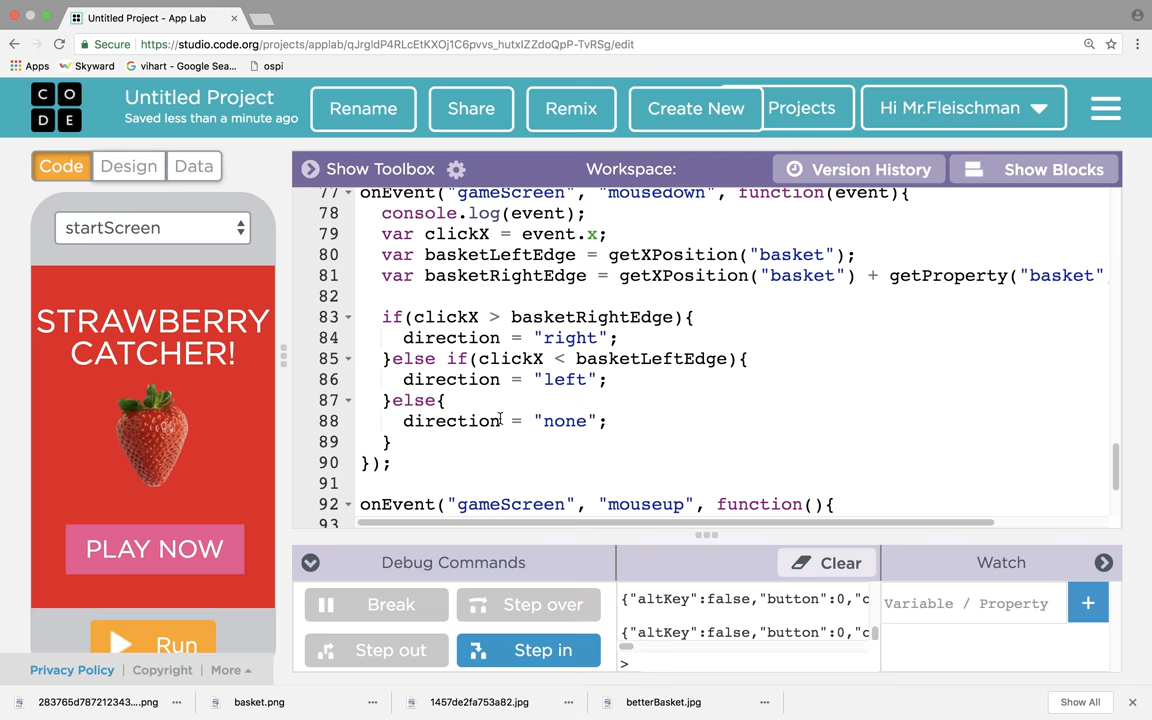 Untitled Project - App Lab
Secure https://studio.code.org/projects/applab/qJrgldP4RLcEtKXOj1C6pvvs_hutxIZZdoQpP-TvRSg/edit
Apps Skyward vihart - Google Sea... ospi
C O D E
Untitled Project
Saved less than a minute ago
Rename Share Remix Create New Projects Hi Mr.Fleischman
Code Design Data
Show Toolbox Workspace: Version History Show Blocks
startScreen
STRAWBERRY
CATCHER!
PLAY NOW
Run
77 onEvent("gameScreen", "mousedown", function(event){
78 console.log(event);
79 var clickX = event.x;
80 var basketLeftEdge = getXPosition("basket");
81 var basketRightEdge = getXPosition("basket") + getProperty("basket"
82
83 if(clickX > basketRightEdge){
84 direction = "right";
85 }else if(clickX < basketLeftEdge){
86 direction = "left";
87 }else{
88 direction = "none";
89 }
90 });
91
92 onEvent("gameScreen", "mouseup", function(){
93
Debug Commands Clear Watch
Break Step over
Step out Step in
{"altKey":false,"button":0,"c
{"altKey":false,"button":0,"c
>
Variable / Property +
Privacy Policy | Copyright | More
283765d787212343....png basket.png 1457de2fa753a82.jpg betterBasket.jpg Show All